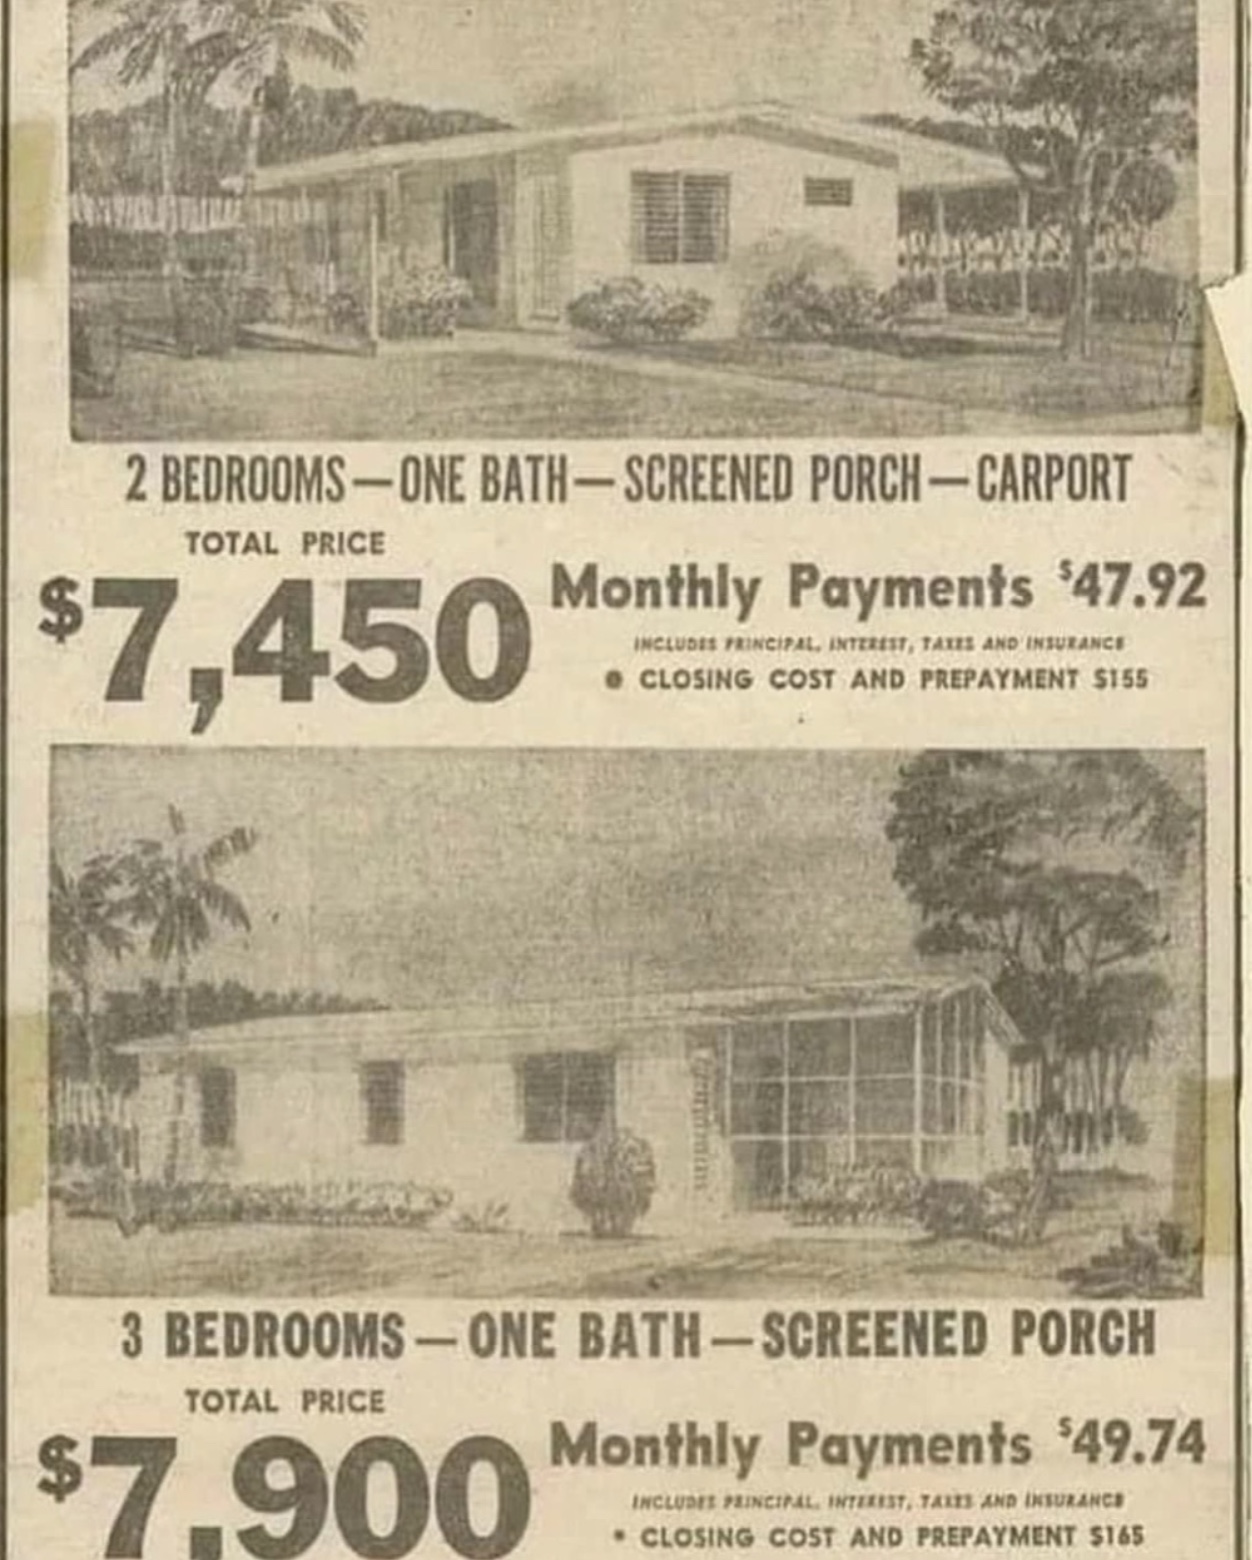 2 BEDROOMS—ONE BATH—SCREENED PORCH—CARPORT
TOTAL PRICE
$7,450
Monthly Payments $47.92
INCLUDES PRINCIPAL, INTEREST, TAXES AND INSURANCE
● CLOSING COST AND PREPAYMENT $155
3 BEDROOMS—ONE BATH—SCREENED PORCH
TOTAL PRICE
$7,900
Monthly Payments $49.74
INCLUDES PRINCIPAL, INTEREST, TAXES AND INSURANCE
• CLOSING COST AND PREPAYMENT $165